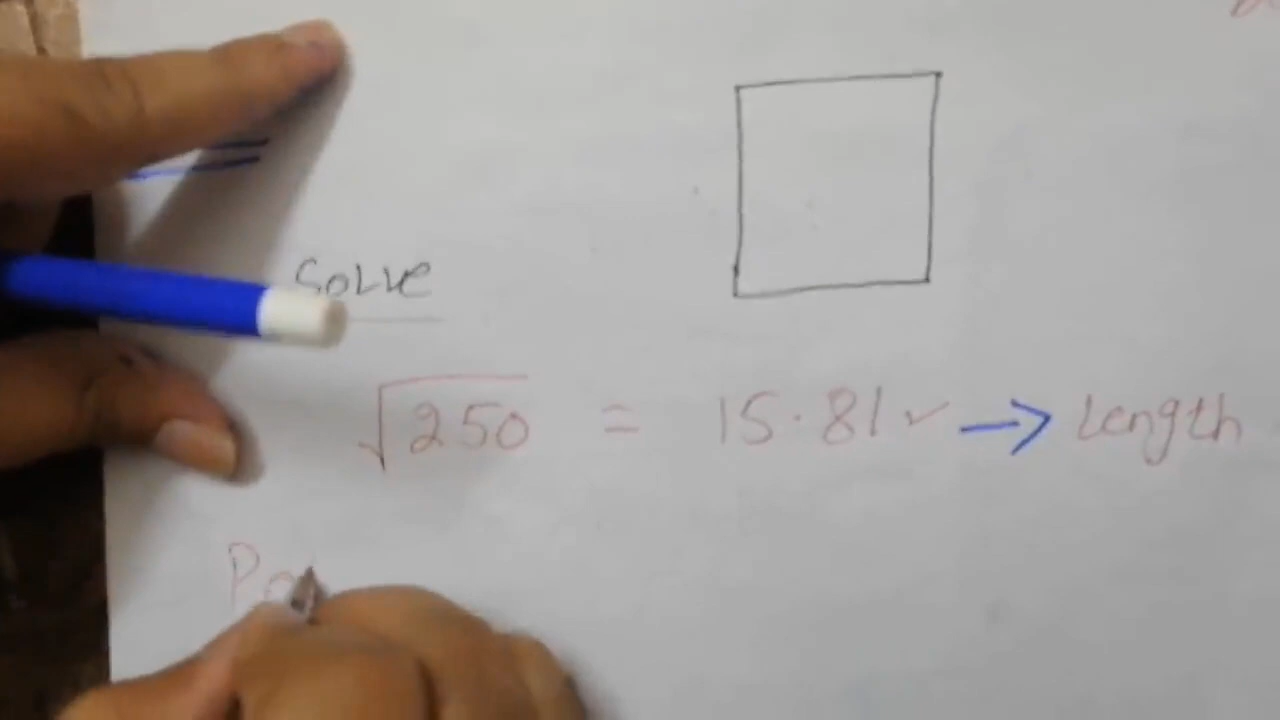 Solve
√250 = 15.81 ✓ → Length